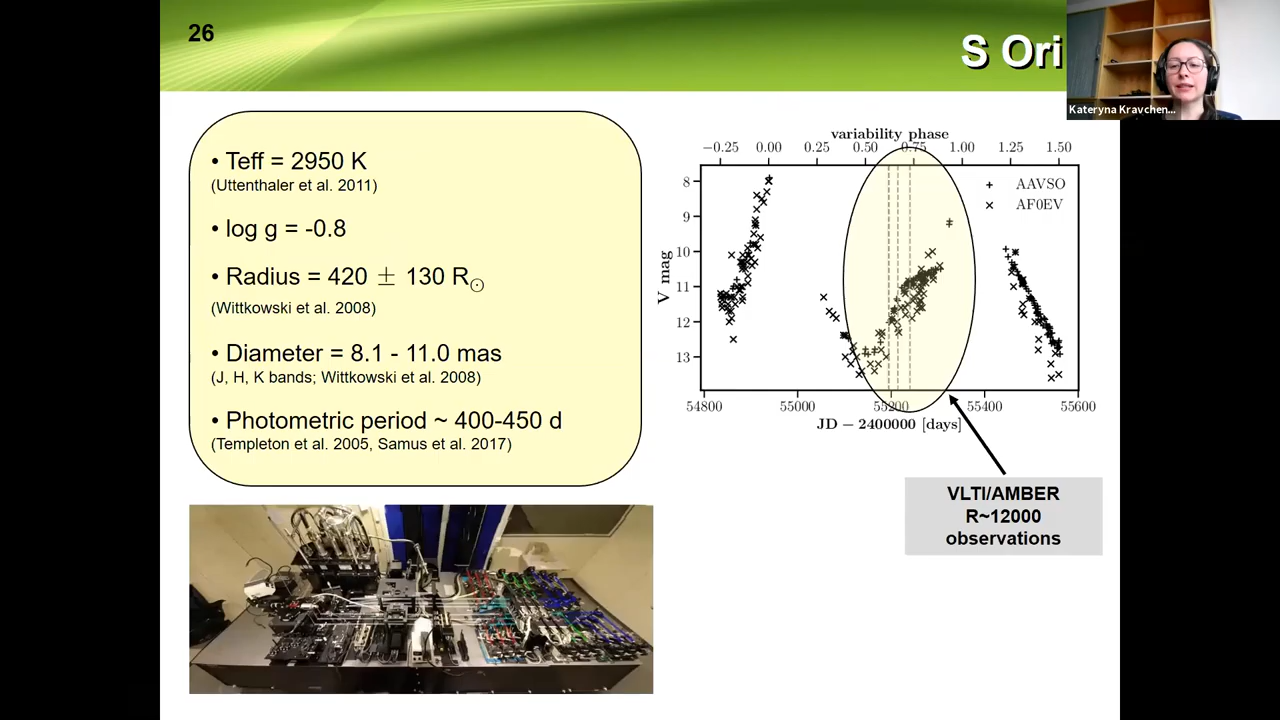 26
S Ori
Kateryna Kravchen...
• Teff = 2950 K
(Uttenthaler et al. 2011)
• log g = -0.8
• Radius = 420 ± 130 R☉
(Wittkowski et al. 2008)
• Diameter = 8.1 - 11.0 mas
(J, H, K bands; Wittkowski et al. 2008)
• Photometric period ~ 400-450 d
(Templeton et al. 2005, Samus et al. 2017)
variability phase
−0.25 0.00 0.25 0.50 0.75 1.00 1.25 1.50
+ AAVSO
× AF0EV
V mag
8
9
10
11
12
13
54800 55000 55200 55400 55600
JD − 2400000 [days]
VLTI/AMBER
R~12000
observations